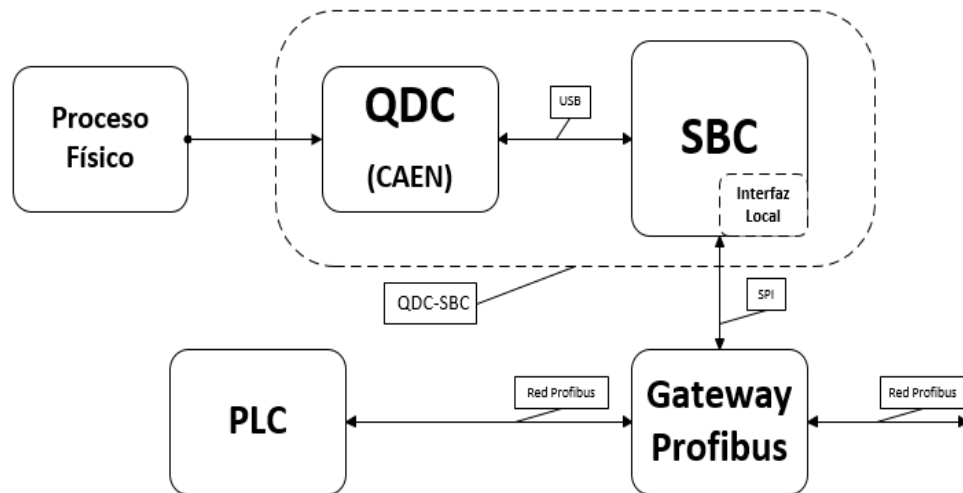 Proceso
Físico
QDC
(CAEN)
USB
SBC
Interfaz
Local
QDC-SBC
SPI
PLC
Red Profibus
Gateway
Profibus
Red Profibus